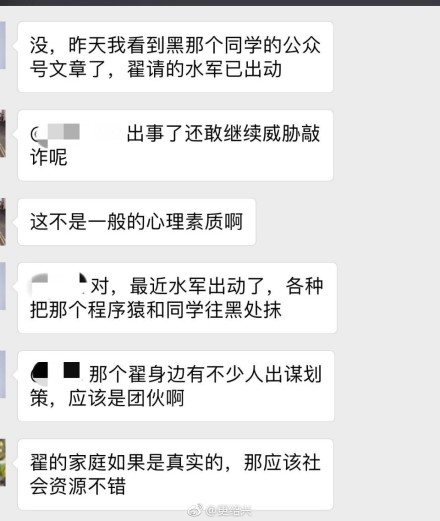 没，昨天我看到黑那个同学的公众
号文章了，翟请的水军已出动
出事了还敢继续威胁敲
诈呢
这不是一般的心理素质啊
对，最近水军出动了，各种
把那个程序猿和同学往黑处抹
那个翟身边有不少人出谋划
策，应该是团伙啊
翟的家庭如果是真实的，那应该社
会资源不错